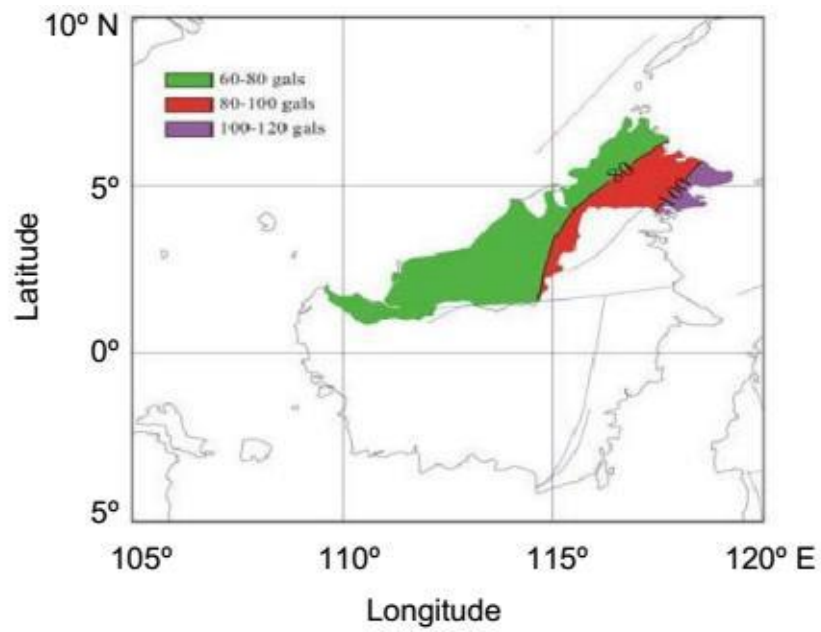 10º N
60-80 gals
80-100 gals
100-120 gals
80
100
5º
Latitude
0º
5º
105º
110º
115º
120º E
Longitude